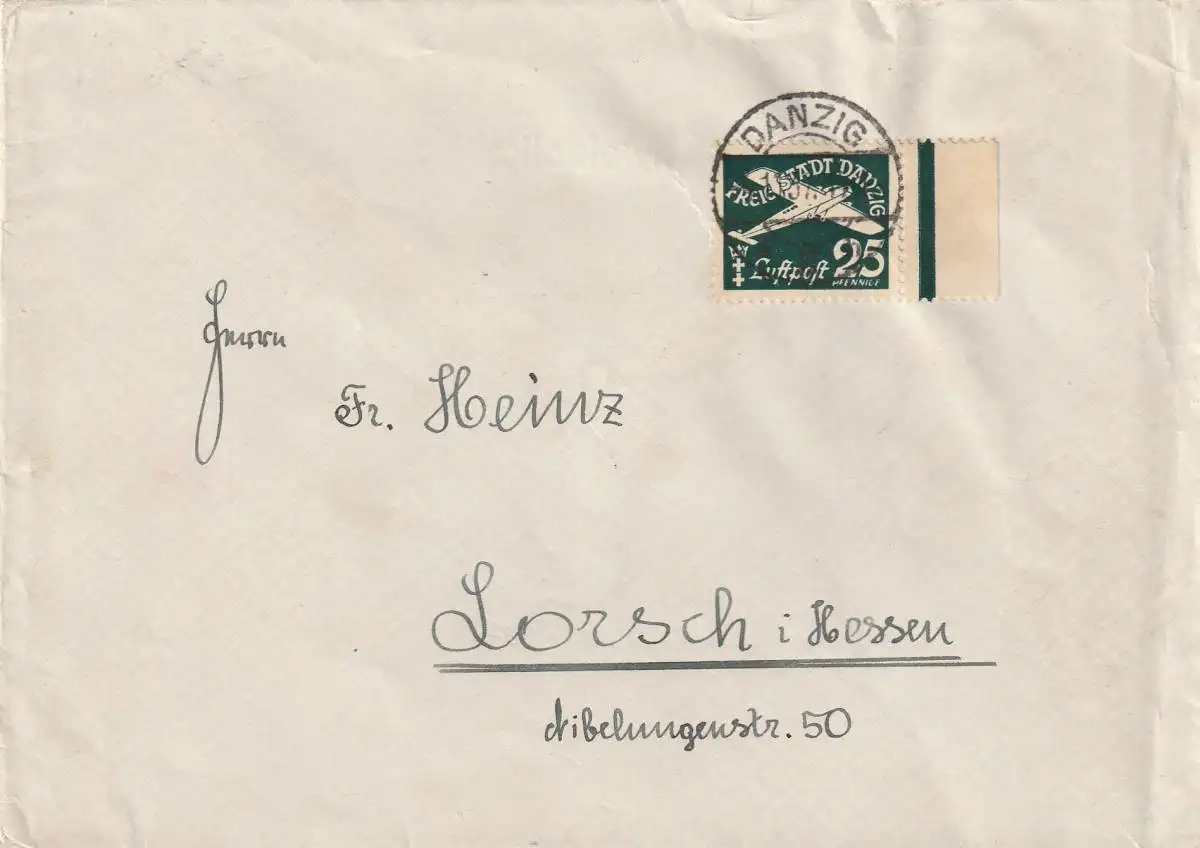 DANZIG
FREIE STADT DANZIG
Luftpost 25
PFENNIGE
Herrn
Fr. Heinz
Lorsch i Hessen
Nibelungenstr. 50